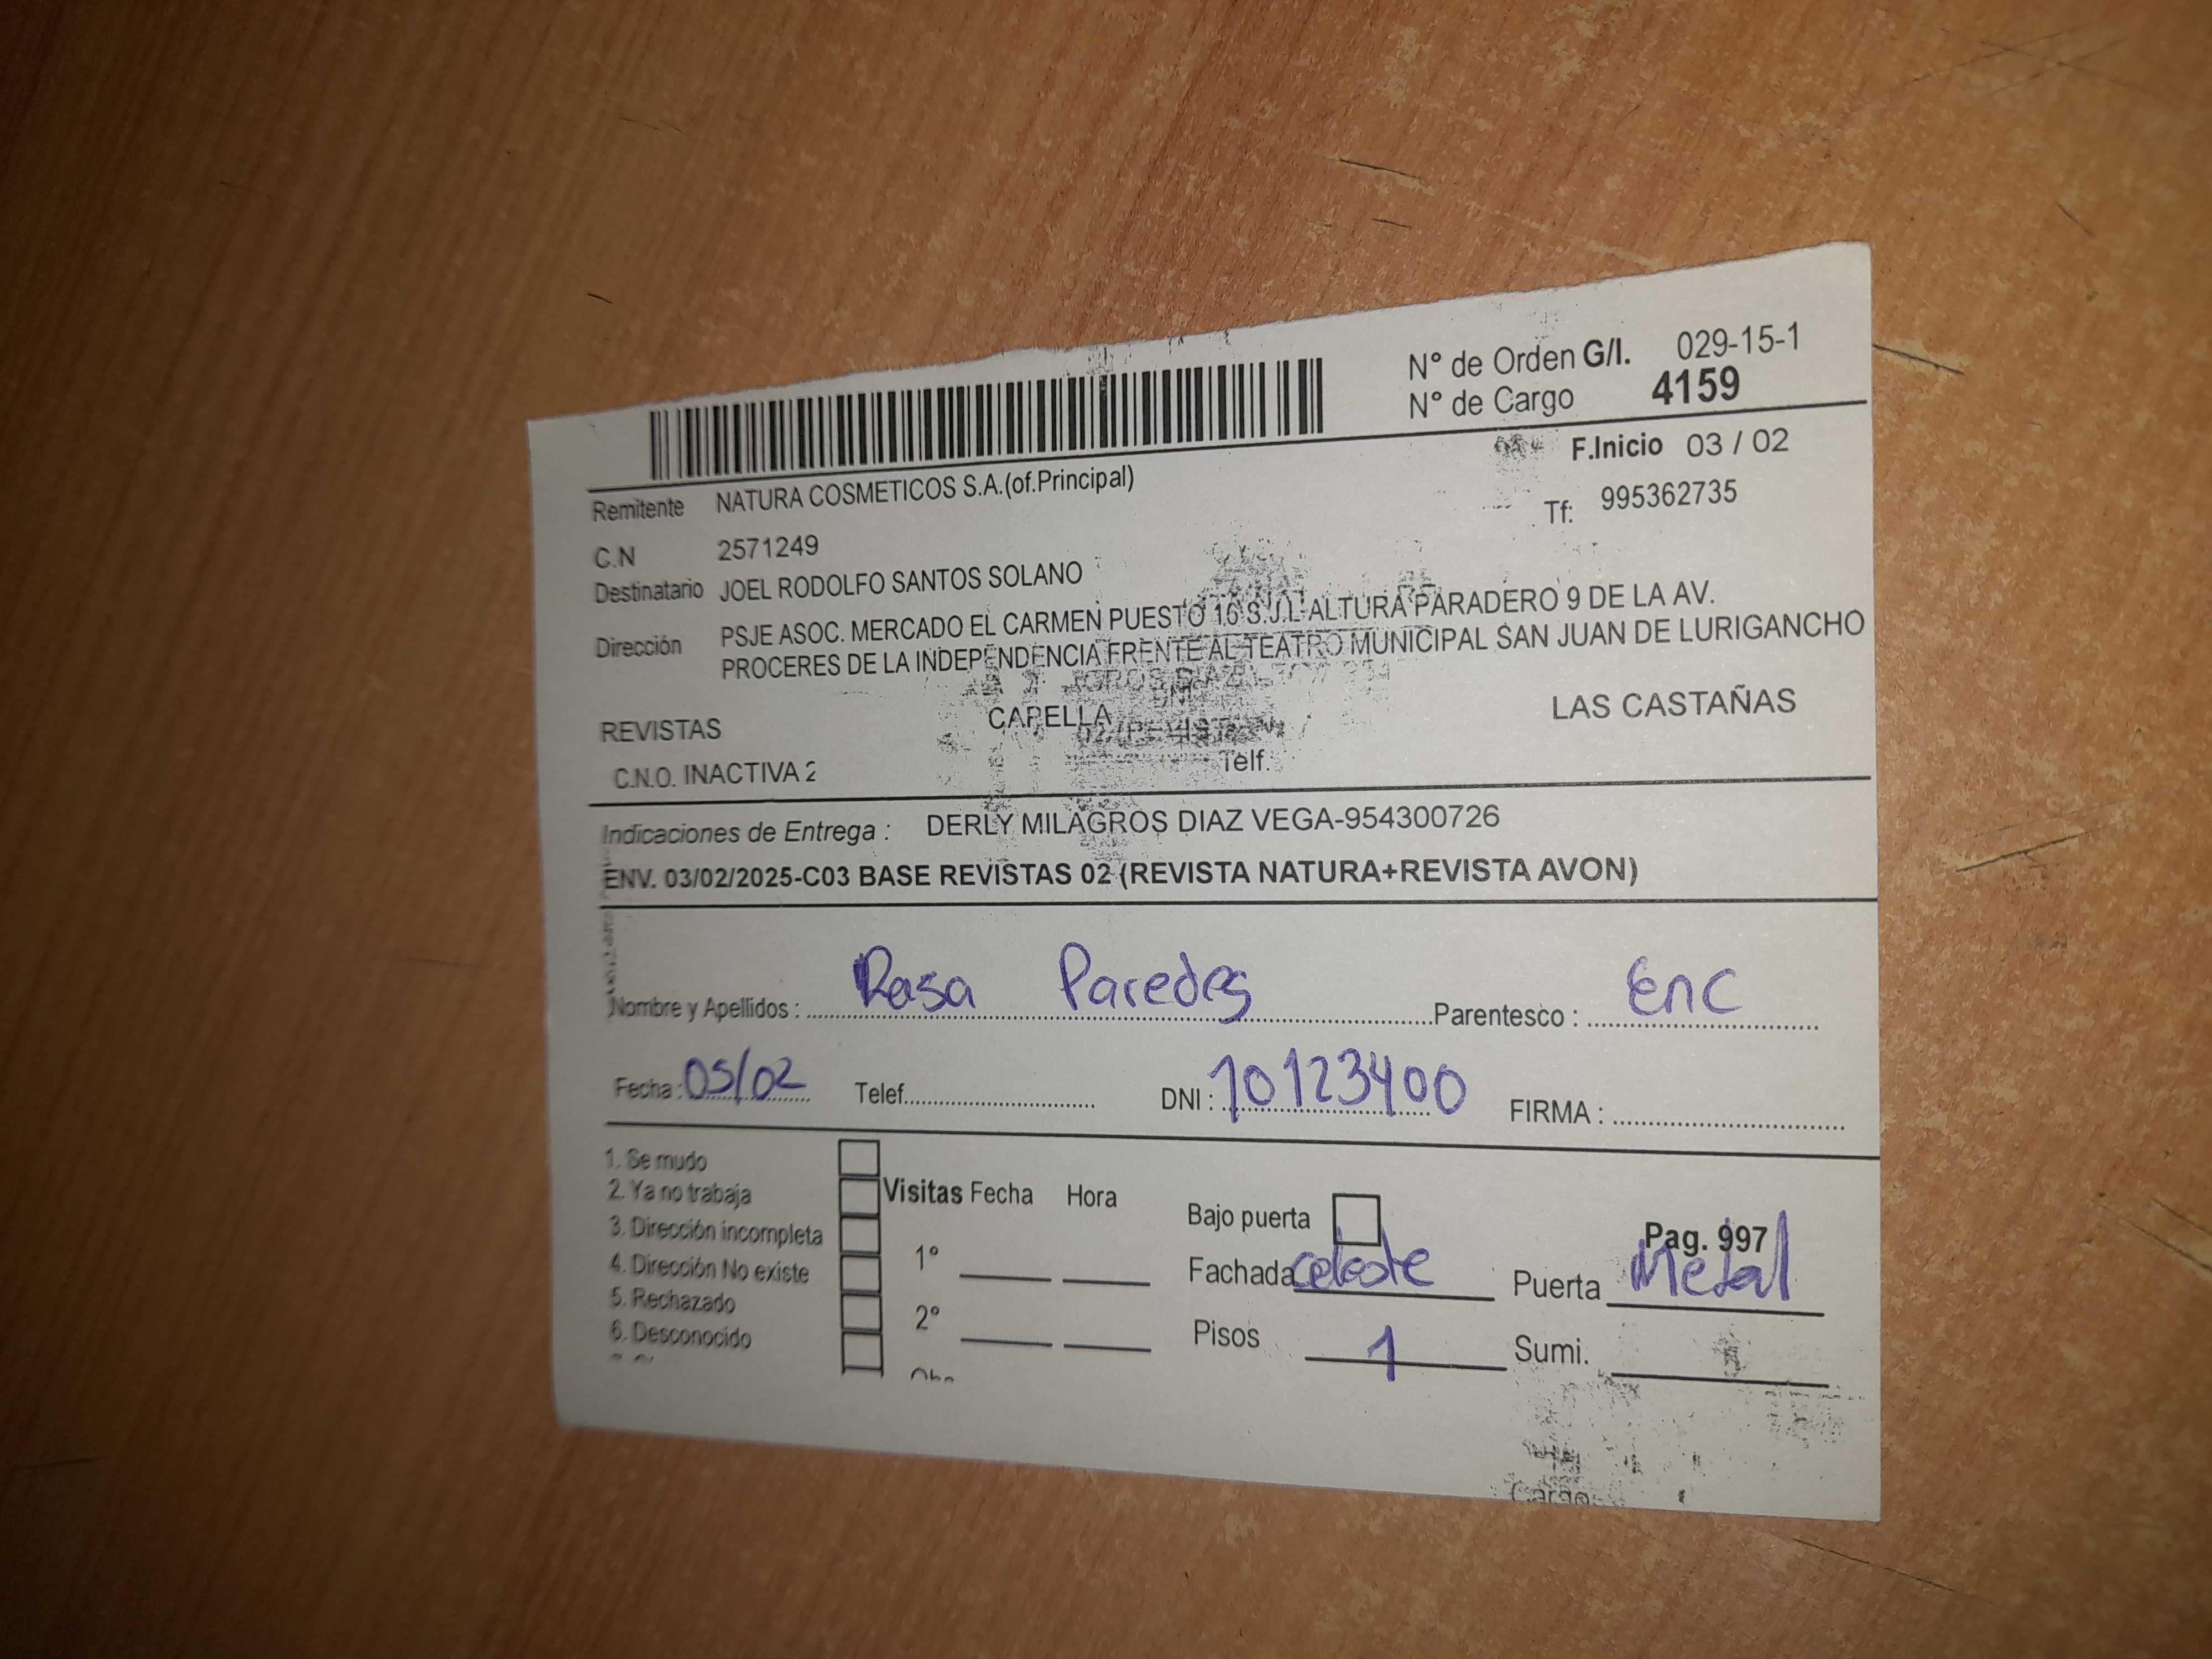 N° de Orden G/I. 029-15-1
N° de Cargo 4159
F.Inicio 03 / 02
Remitente NATURA COSMETICOS S.A.(of.Principal)
Tf: 995362735
C.N 2571249
Destinatario JOEL RODOLFO SANTOS SOLANO
Dirección PSJE ASOC. MERCADO EL CARMEN PUESTO 16 S.J.L ALTURA PARADERO 9 DE LA AV.
PROCERES DE LA INDEPENDENCIA FRENTE AL TEATRO MUNICIPAL SAN JUAN DE LURIGANCHO
REVISTAS CAPELLA LAS CASTAÑAS
C.N.O. INACTIVA 2 Telf.
Indicaciones de Entrega : DERLY MILAGROS DIAZ VEGA-954300726
ENV. 03/02/2025-C03 BASE REVISTAS 02 (REVISTA NATURA+REVISTA AVON)
Nombre y Apellidos : Rosa Paredes Parentesco : Enc
Fecha : 05/02 Telef. DNI : 10123400 FIRMA :
1. Se mudo
2. Ya no trabaja
3. Dirección incompleta
4. Dirección No existe
5. Rechazado
6. Desconocido
Visitas Fecha Hora
1°
2°
Bajo puerta
Pag. 997
Fachada celeste Puerta Metal
Pisos 1 Sumi.
Cargo